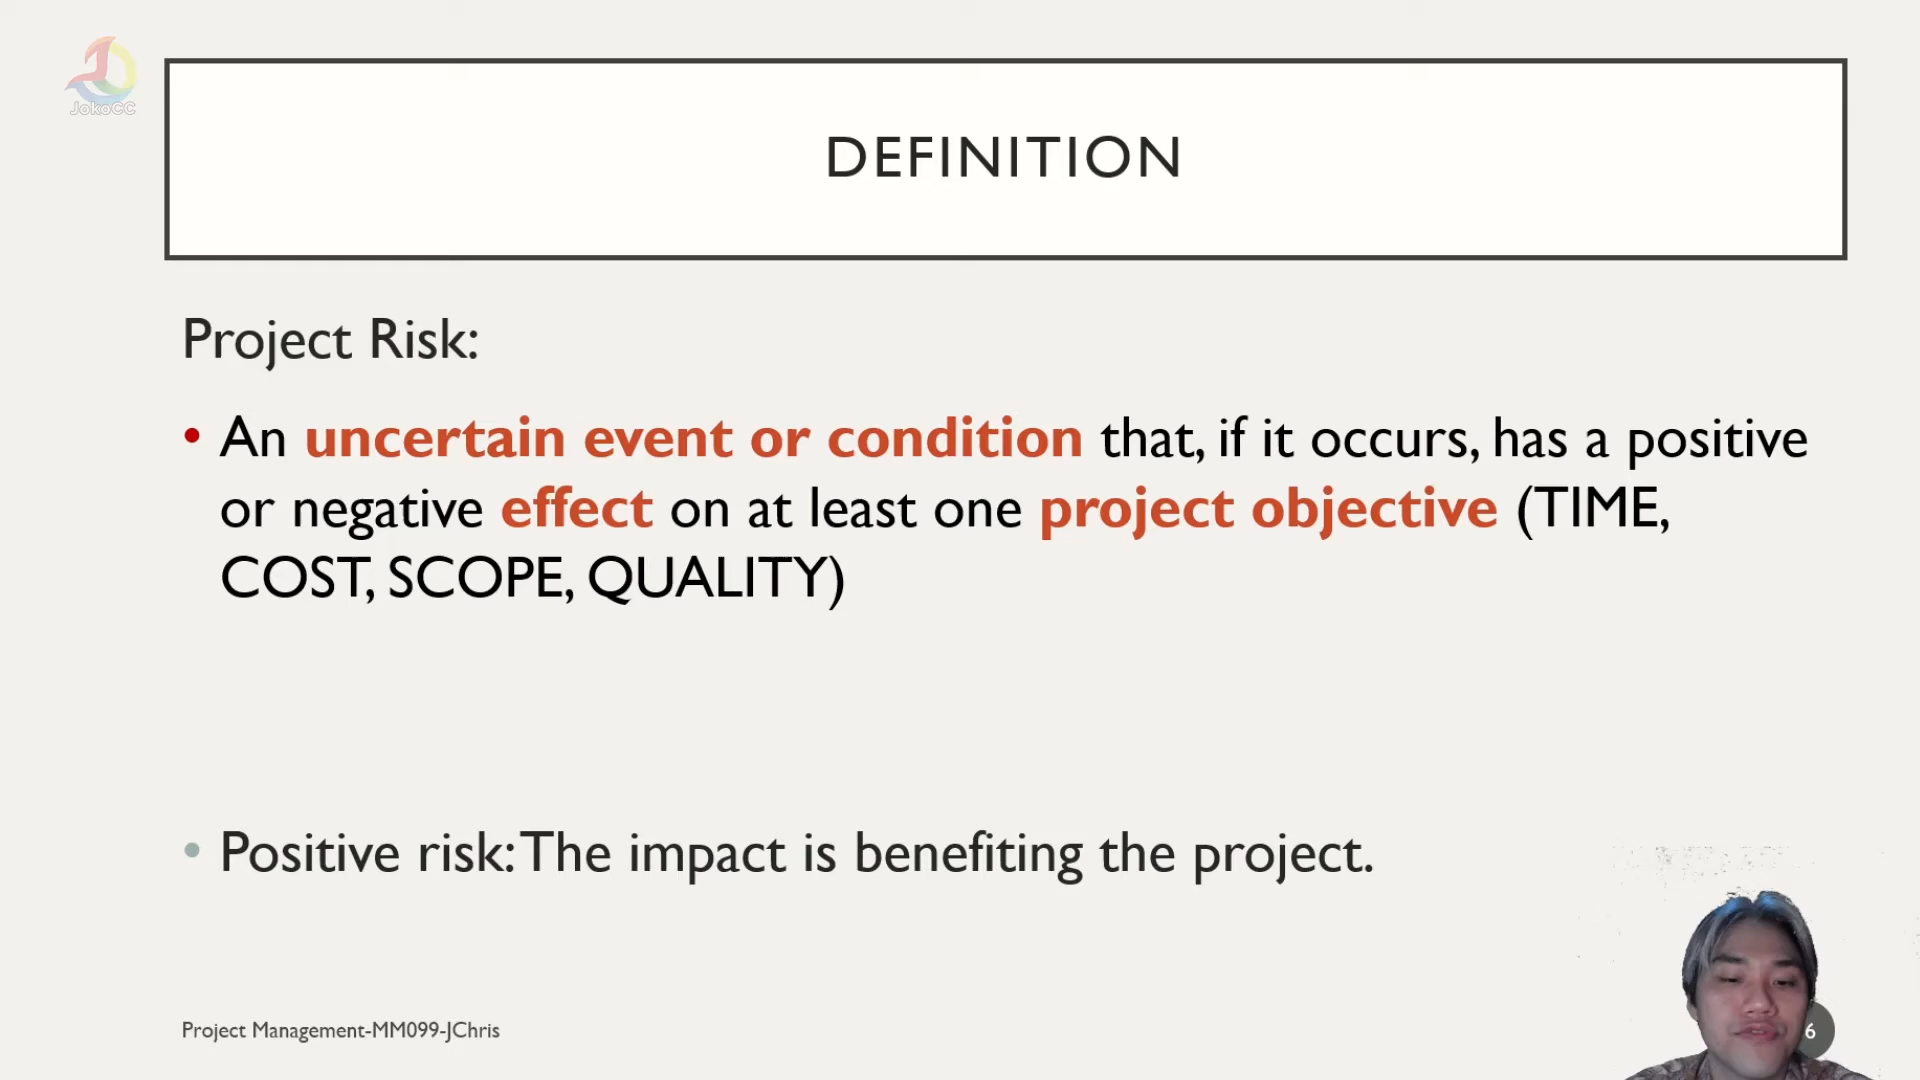 JokoCC
DEFINITION
Project Risk:
• An uncertain event or condition that, if it occurs, has a positive
or negative effect on at least one project objective (TIME,
COST, SCOPE, QUALITY)
• Positive risk: The impact is benefiting the project.
Project Management-MM099-JChris
6